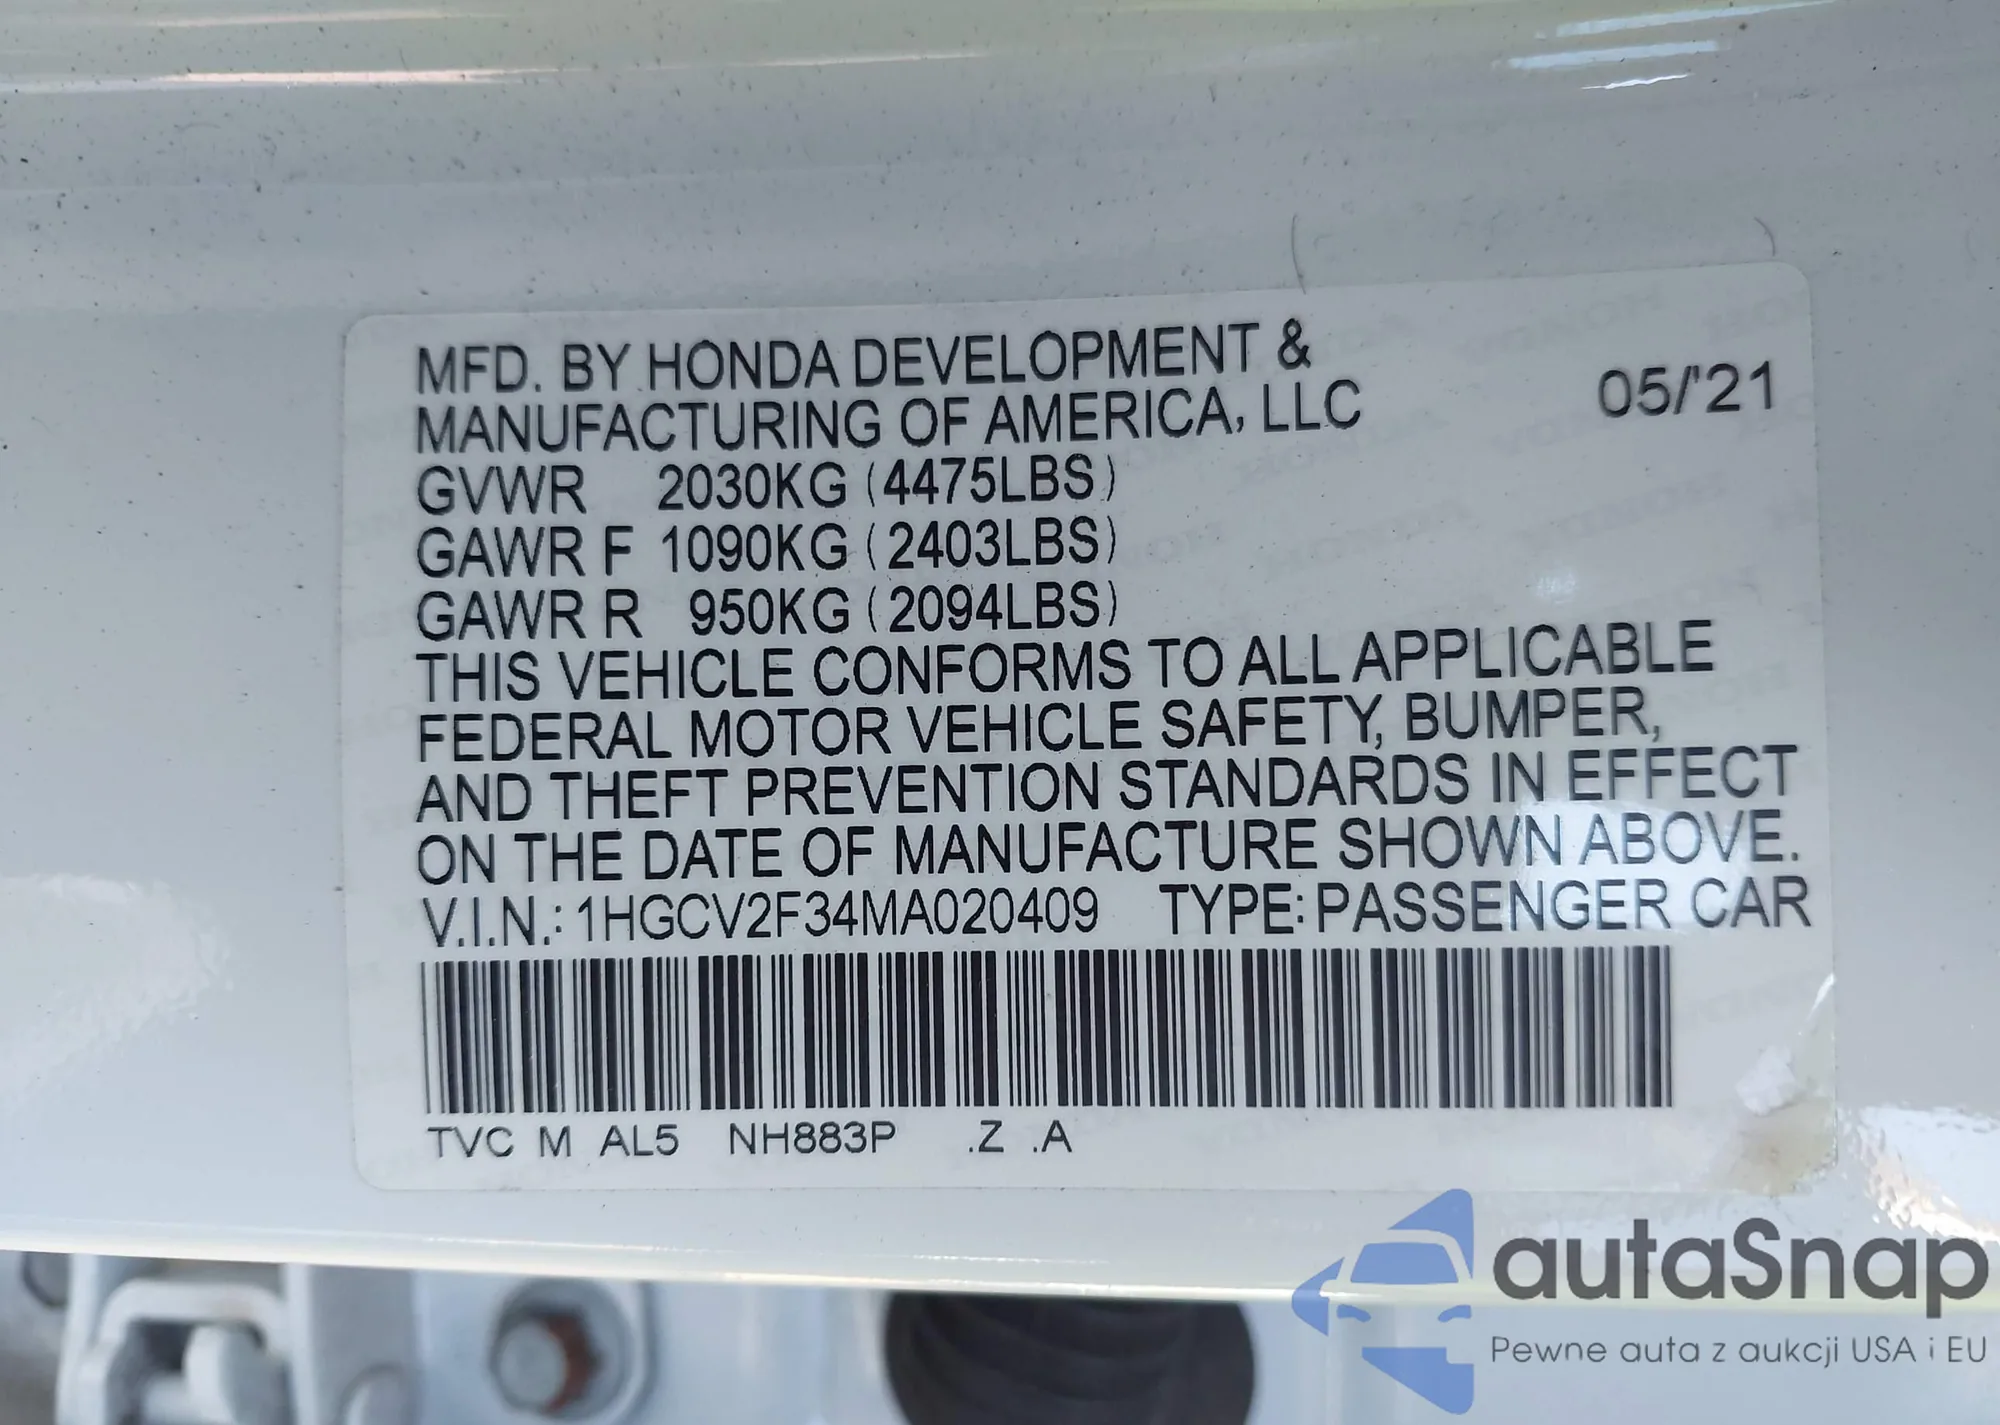 MFD. BY HONDA DEVELOPMENT &
MANUFACTURING OF AMERICA, LLC
05/'21
GVWR 2030KG (4475LBS)
GAWR F 1090KG (2403LBS)
GAWR R 950KG (2094LBS)
THIS VEHICLE CONFORMS TO ALL APPLICABLE
FEDERAL MOTOR VEHICLE SAFETY, BUMPER,
AND THEFT PREVENTION STANDARDS IN EFFECT
ON THE DATE OF MANUFACTURE SHOWN ABOVE.
V.I.N.: 1HGCV2F34MA020409 TYPE: PASSENGER CAR
TVC M AL5 NH883P .Z .A
autaSnap
Pewne auta z aukcji USA i EU